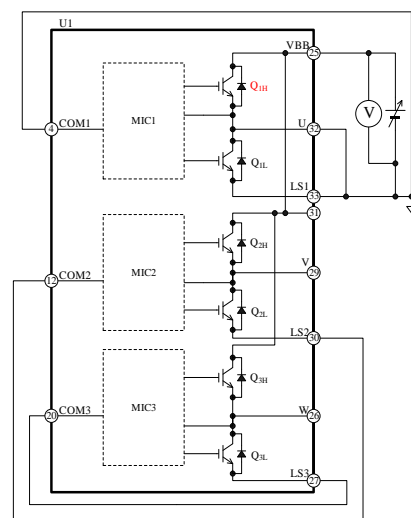 U1
VBB
25
Q1H
V
MIC1
4
COM1
U
32
Q1L
LS1
33
31
Q2H
MIC2
V
29
12
COM2
Q2L
LS2
30
Q3H
MIC3
20
COM3
W
26
Q3L
LS3
27